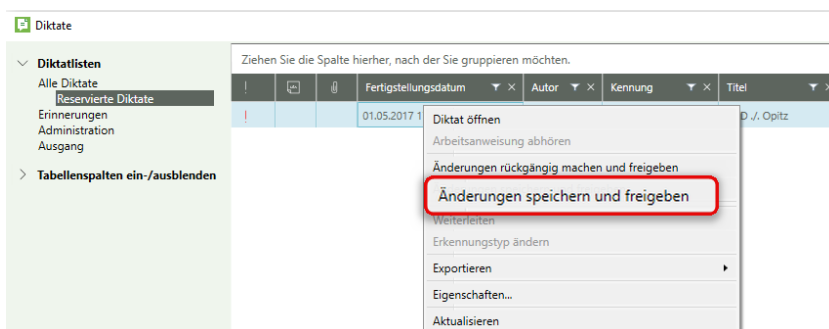 Diktate
Diktatlisten
Alle Diktate
Reservierte Diktate
Erinnerungen
Administration
Ausgang
Tabellenspalten ein-/ausblenden
Ziehen Sie die Spalte hierher, nach der Sie gruppieren möchten.
! Fertigstellungsdatum Autor Kennung Titel
! 01.05.2017 1 D ./. Opitz
Diktat öffnen
Arbeitsanweisung abhören
Änderungen rückgängig machen und freigeben
Änderungen speichern und freigeben
Weiterleiten
Erkennungstyp ändern
Exportieren
Eigenschaften...
Aktualisieren